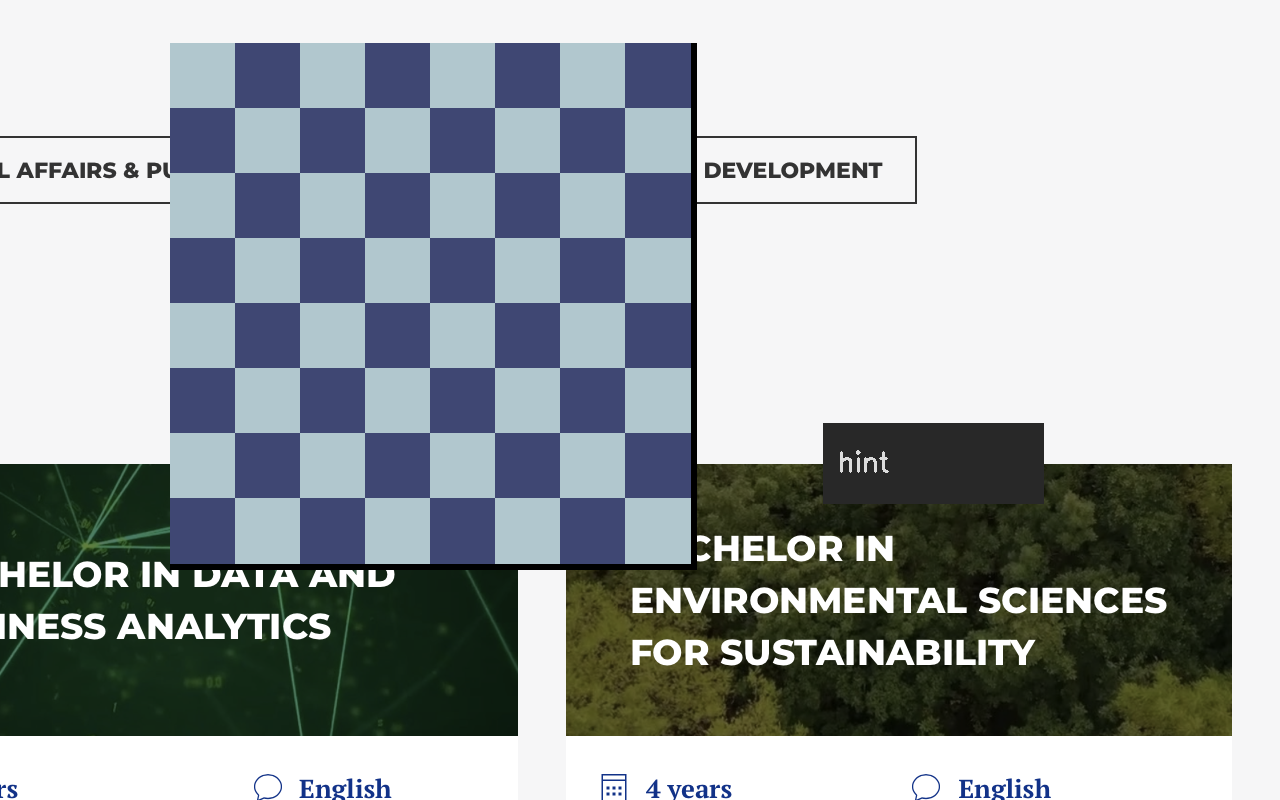 L AFFAIRS & PU
DEVELOPMENT
hint
CHELOR IN DATA AND
INESS ANALYTICS
CHELOR IN
ENVIRONMENTAL SCIENCES
FOR SUSTAINABILITY
rs
English
4 years
English